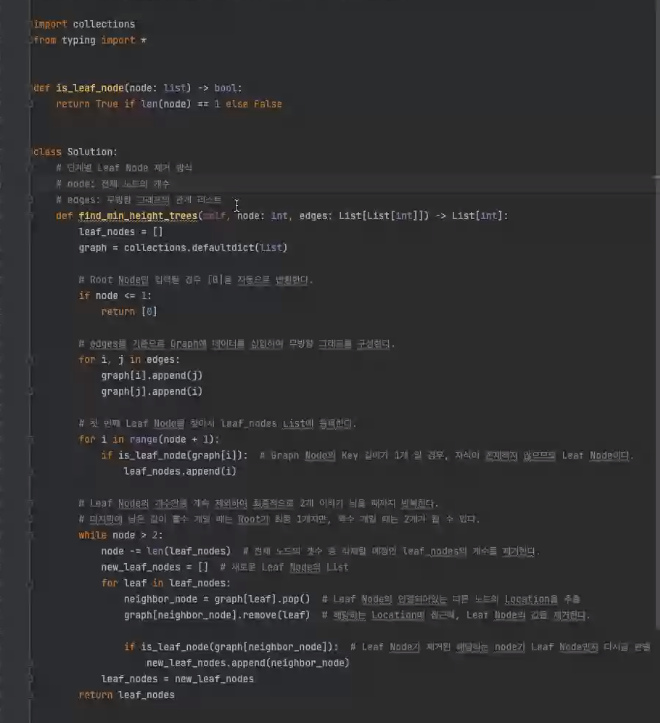 import collections
from typing import *
def is_leaf_node(node: list) -> bool:
return True if len(node) == 1 else False
class Solution:
# 단계별 Leaf Node 제거 방식
# node: 전체 노드의 개수
# edges: 무방향 그래프의 관계 리스트
def find_min_height_trees(self, node: int, edges: List[List[int]]) -> List[int]:
leaf_nodes = []
graph = collections.defaultdict(list)
# Root Node만 입력될 경우 [0]을 자동으로 반환한다.
if node <= 1:
return [0]
# edges를 기준으로 Graph에 데이터를 삽입하여 무방향 그래프를 구성한다.
for i, j in edges:
graph[i].append(j)
graph[j].append(i)
# 첫 번째 Leaf Node를 찾아서 leaf_nodes List에 등록한다.
for i in range(node + 1):
if is_leaf_node(graph[i]): # Graph Node의 Key 길이가 1개 일 경우, 자식이 존재하지 않으므로 Leaf Node이다.
leaf_nodes.append(i)
# Leaf Node의 개수만큼 계속 제외하여 최종적으로 2개 이하가 남을 때까지 반복한다.
# 마지막에 남은 값이 홀수 개일 때는 Root가 최종 1개지만, 짝수 개일 때는 2개가 될 수 있다.
while node > 2:
node -= len(leaf_nodes) # 전체 노드의 갯수 중 삭제될 예정인 leaf_nodes의 개수를 제거한다.
new_leaf_nodes = [] # 새로운 Leaf Node의 List
for leaf in leaf_nodes:
neighbor_node = graph[leaf].pop() # Leaf Node와 연결되어있는 다른 노드의 Location을 추출
graph[neighbor_node].remove(leaf) # 해당하는 Location에 접근해, Leaf Node의 값을 제거한다.
if is_leaf_node(graph[neighbor_node]): # Leaf Node가 제거된 해당하는 node가 Leaf Node인지 다시금 판별
new_leaf_nodes.append(neighbor_node)
leaf_nodes = new_leaf_nodes
return leaf_nodes